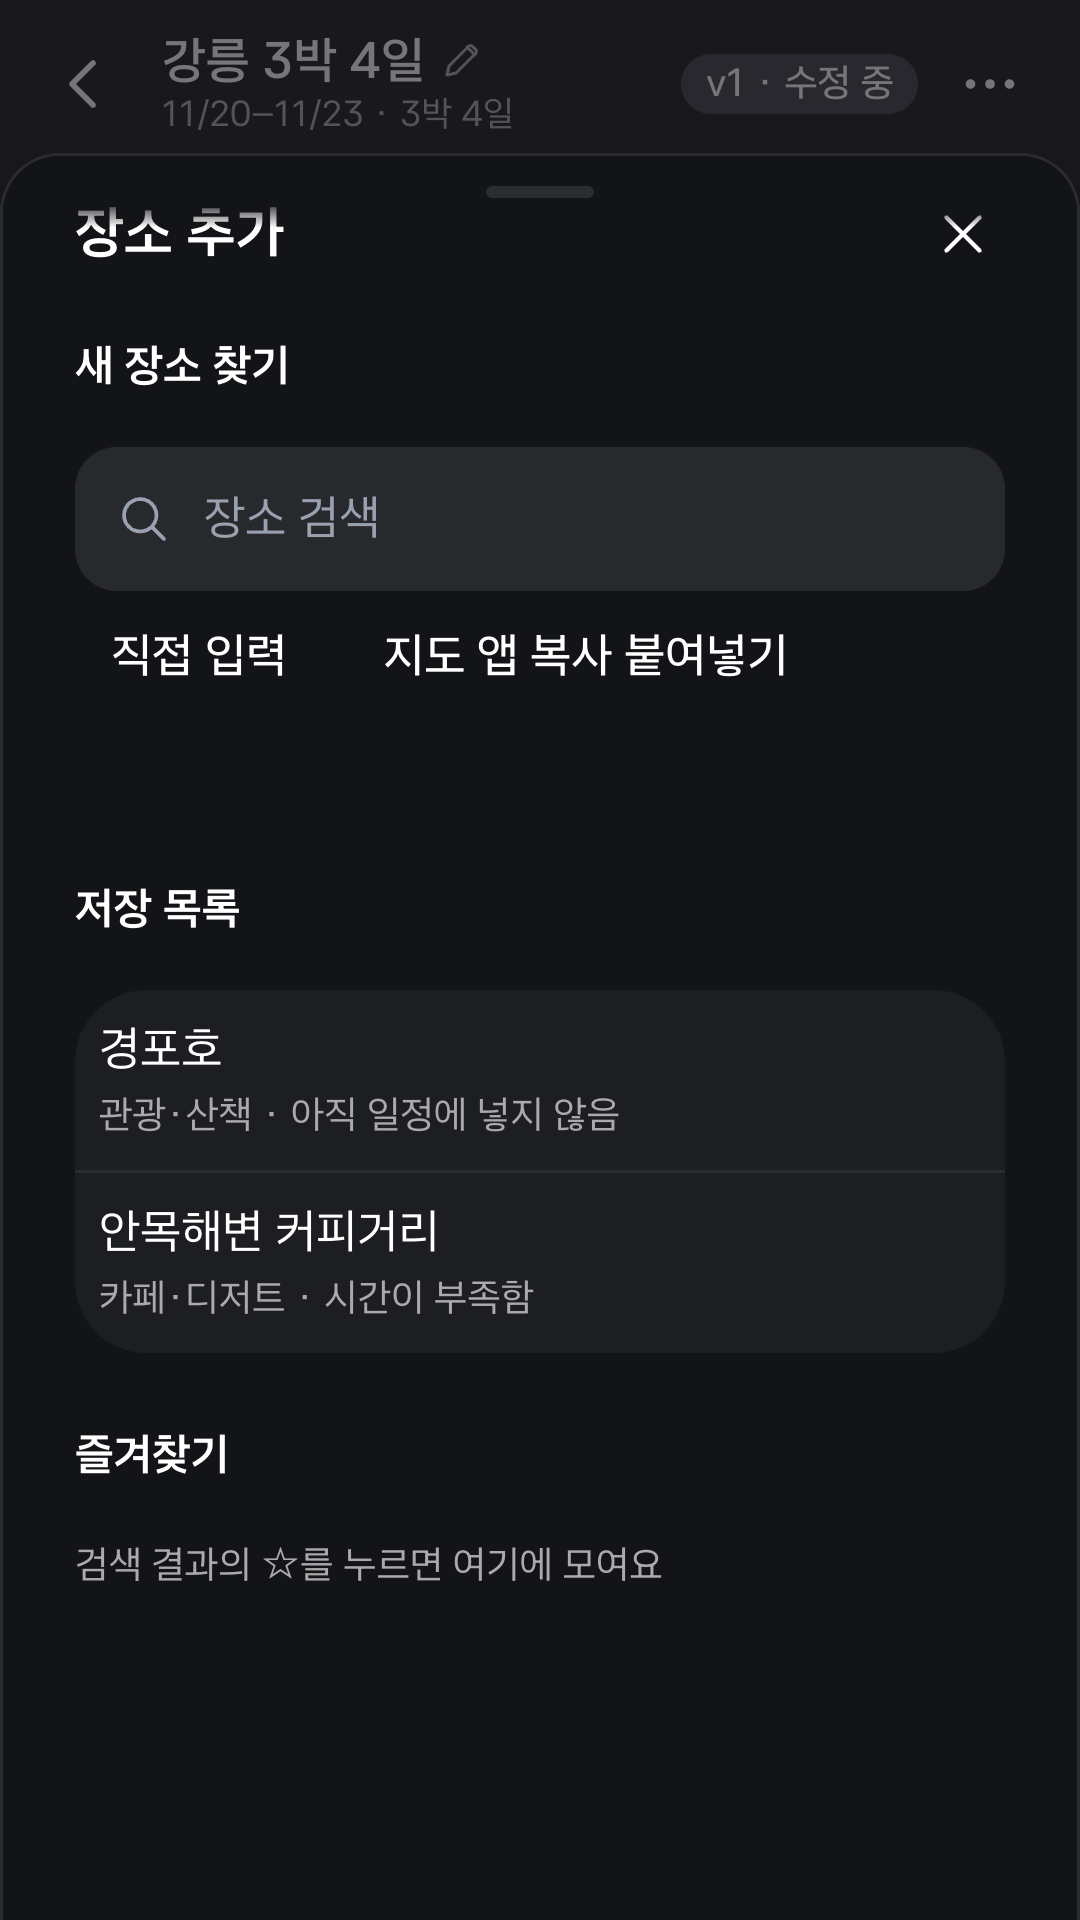 강릉 3박 4일
11/20–11/23 · 3박 4일
v1 · 수정 중
장소 추가
새 장소 찾기
장소 검색
직접 입력
지도 앱 복사 붙여넣기
저장 목록
경포호
관광·산책 · 아직 일정에 넣지 않음
안목해변 커피거리
카페·디저트 · 시간이 부족함
즐겨찾기
검색 결과의 ☆를 누르면 여기에 모여요